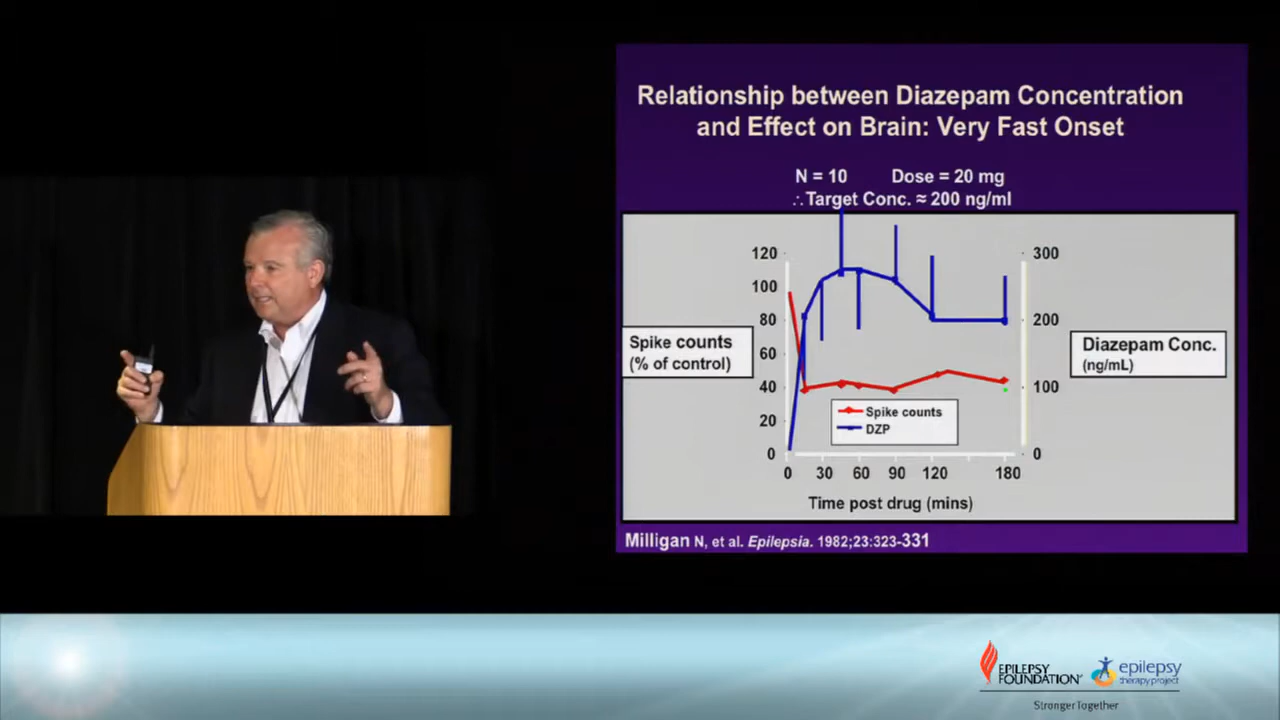 Relationship between Diazepam Concentration
and Effect on Brain: Very Fast Onset
N = 10 Dose = 20 mg
∴Target Conc. ≈ 200 ng/ml
120
100
80
60
40
20
0
Spike counts
(% of control)
300
200
100
0
Diazepam Conc.
(ng/mL)
Spike counts
DZP
0 30 60 90 120 180
Time post drug (mins)
Milligan N, et al. Epilepsia. 1982;23:323-331
EPILEPSY
FOUNDATION
epilepsy
therapy project
StrongerTogether